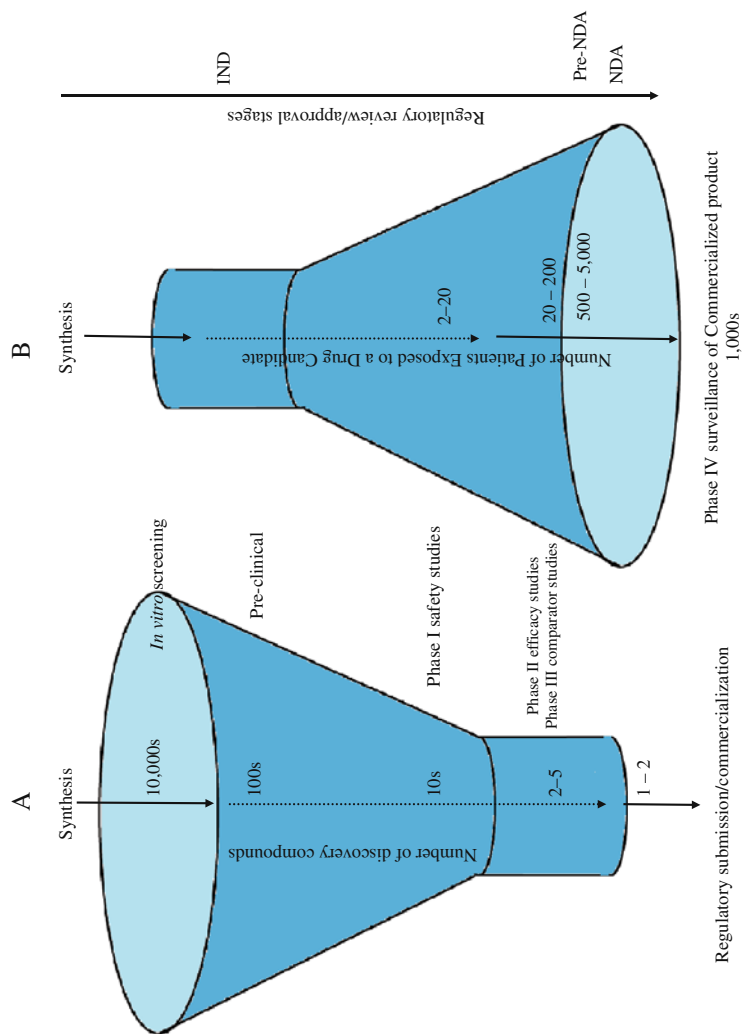 A
Synthesis
10,000s
In vitro screening
100s
Pre-clinical
Number of discovery compounds
10s
Phase I safety studies
2–5
Phase II efficacy studies
Phase III comparator studies
1 – 2
Regulatory submission/commercialization
B
Synthesis
Number of Patients Exposed to a Drug Candidate
2–20
20 – 200
500 – 5,000
Phase IV surveillance of Commercialized product
1,000s
Regulatory review/approval stages
IND
Pre-NDA
NDA